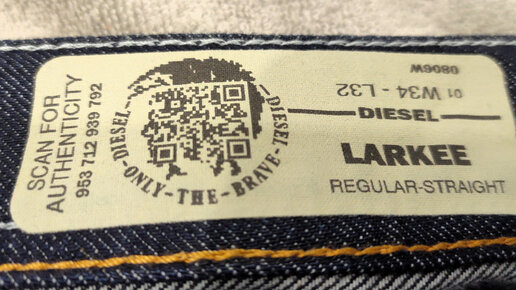 SCAN FOR
AUTHENTICITY
953 712 939 792
DIESEL
ONLY-THE-BRAVE
DIESEL
0806W
01 W34 - L32
DIESEL
LARKEE
REGULAR-STRAIGHT